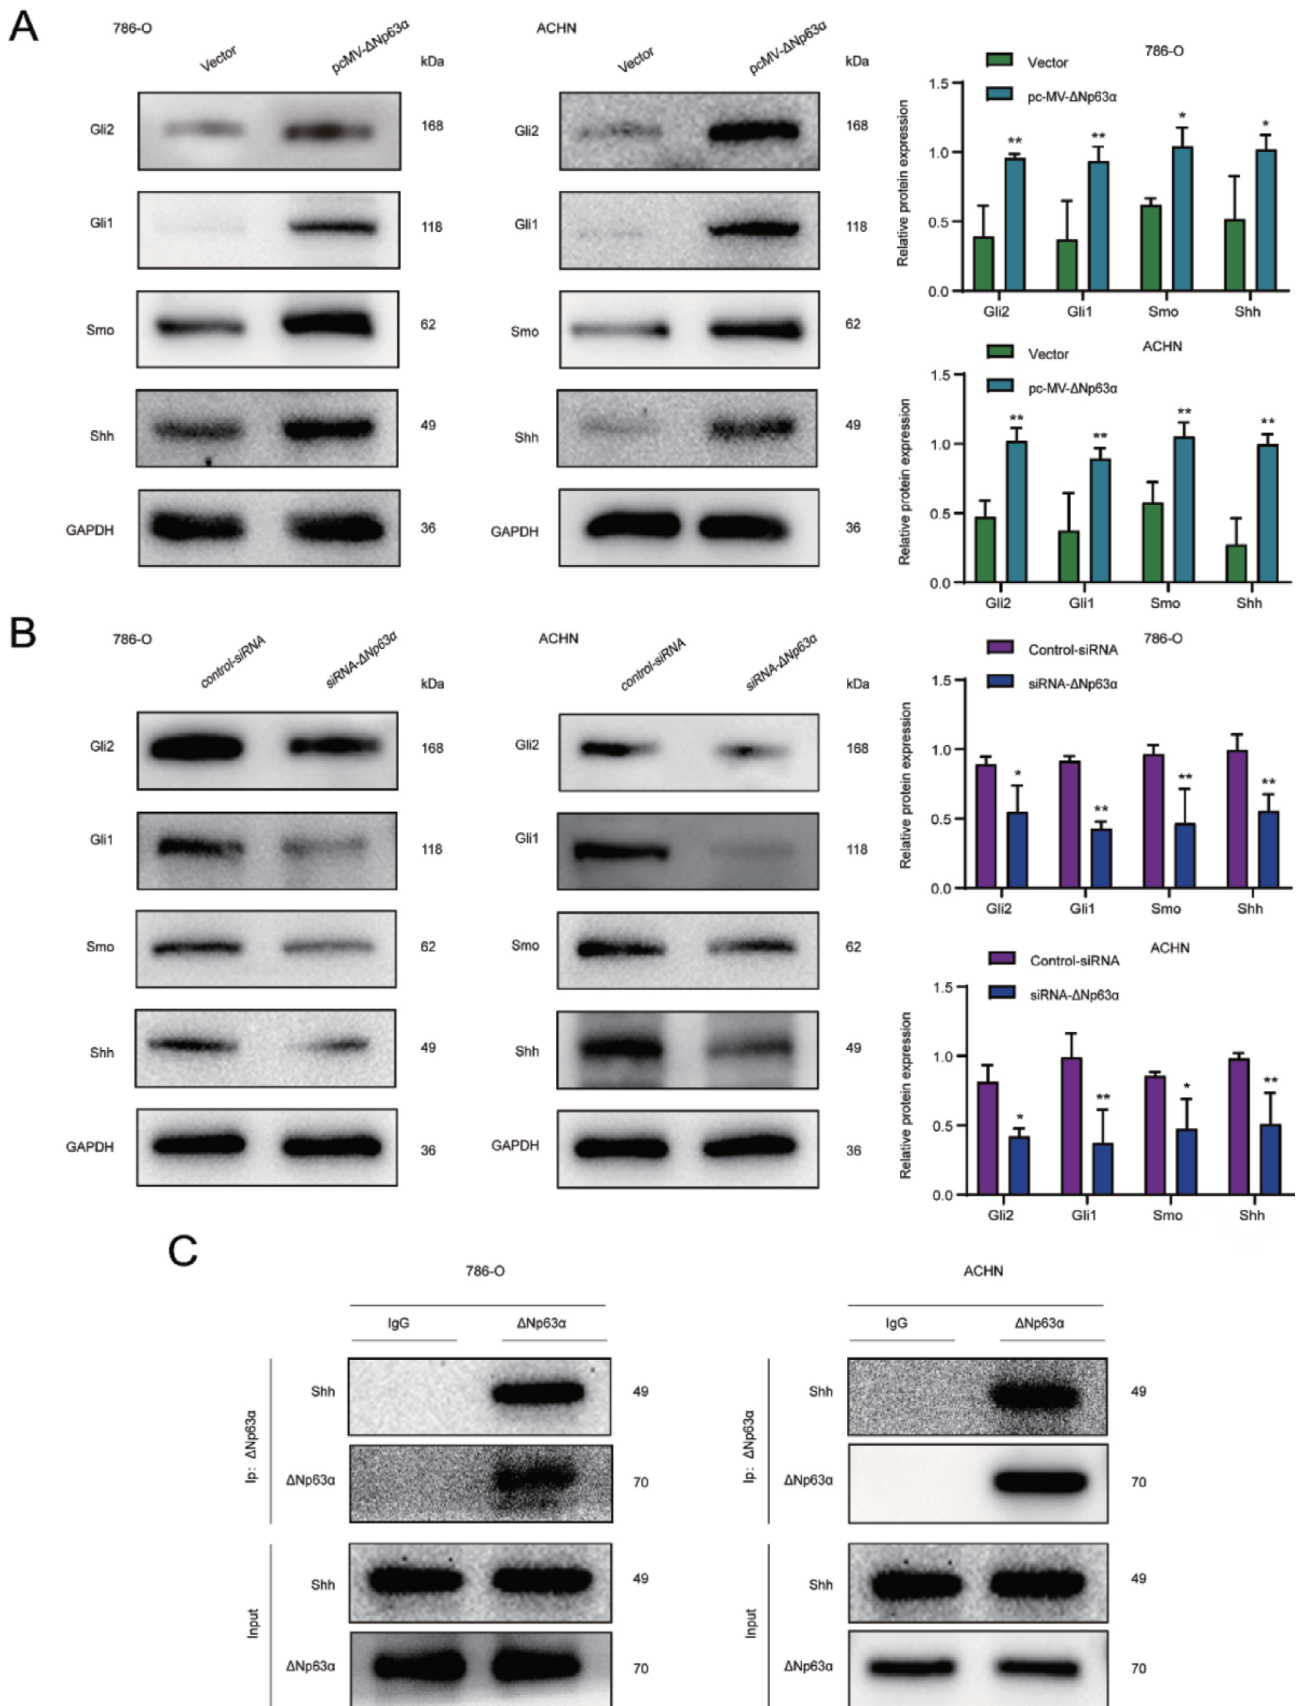 A
786-O
Vector
pcMV-ΔNp63α
kDa
Gli2
168
Gli1
118
Smo
62
Shh
49
GAPDH
36
ACHN
Vector
pcMV-ΔNp63α
kDa
Gli2
168
Gli1
118
Smo
62
Shh
49
GAPDH
36
786-O
Vector
pc-MV-ΔNp63α
Relative protein expression
1.5
1.0
0.5
0.0
** ** * *
Gli2 Gli1 Smo Shh
ACHN
Vector
pc-MV-ΔNp63α
Relative protein expression
1.5
1.0
0.5
0.0
** ** ** **
Gli2 Gli1 Smo Shh
B
786-O
control-siRNA
siRNA-ΔNp63α
kDa
Gli2
168
Gli1
118
Smo
62
Shh
49
GAPDH
36
ACHN
control-siRNA
siRNA-ΔNp63α
kDa
Gli2
168
Gli1
118
Smo
62
Shh
49
GAPDH
36
786-O
Control-siRNA
siRNA-ΔNp63α
Relative protein expression
1.5
1.0
0.5
0.0
* ** ** **
Gli2 Gli1 Smo Shh
ACHN
Control-siRNA
siRNA-ΔNp63α
Relative protein expression
1.5
1.0
0.5
0.0
* ** * **
Gli2 Gli1 Smo Shh
C
786-O
IgG ΔNp63α
Ip: ΔNp63α
Shh 49
ΔNp63α 70
Input
Shh 49
ΔNp63α 70
ACHN
IgG ΔNp63α
Ip: ΔNp63α
Shh 49
ΔNp63α 70
Input
Shh 49
ΔNp63α 70